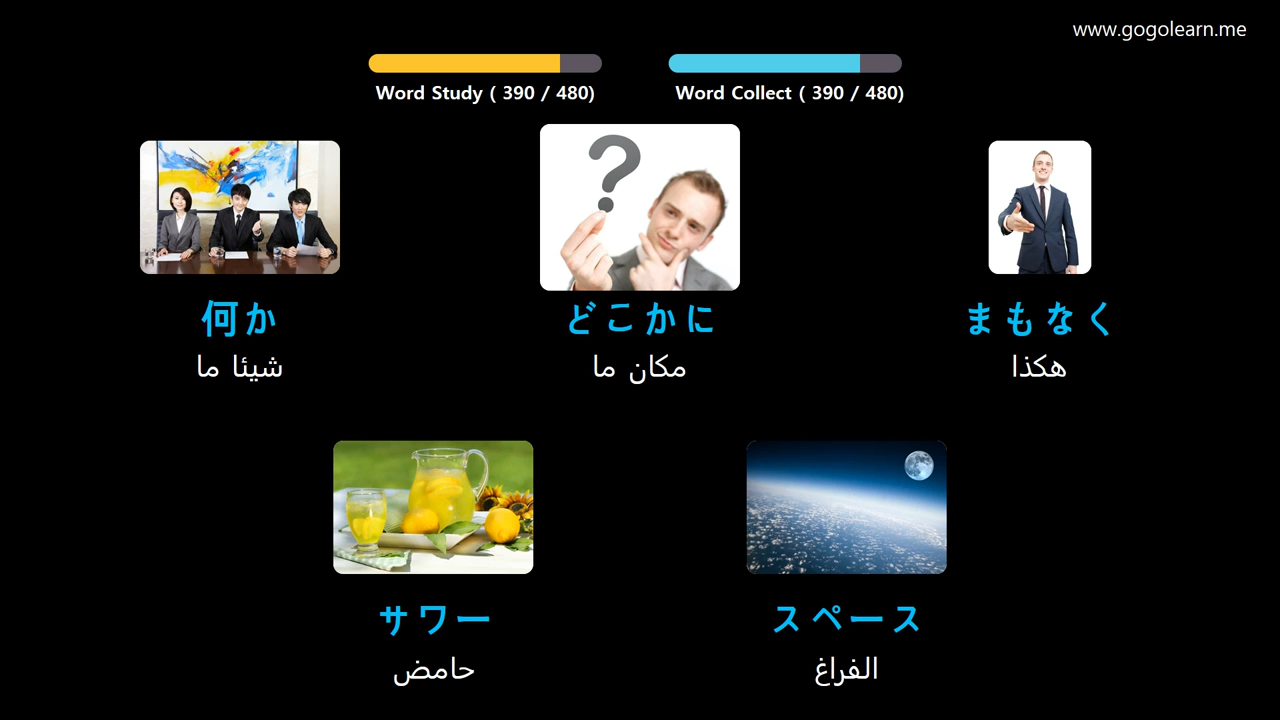 www.gogolearn.me
Word Study ( 390 / 480)
Word Collect ( 390 / 480)
何か
شيئا ما
どこかに
مكان ما
まもなく
هكذا
サワー
حامض
スペース
الفراغ